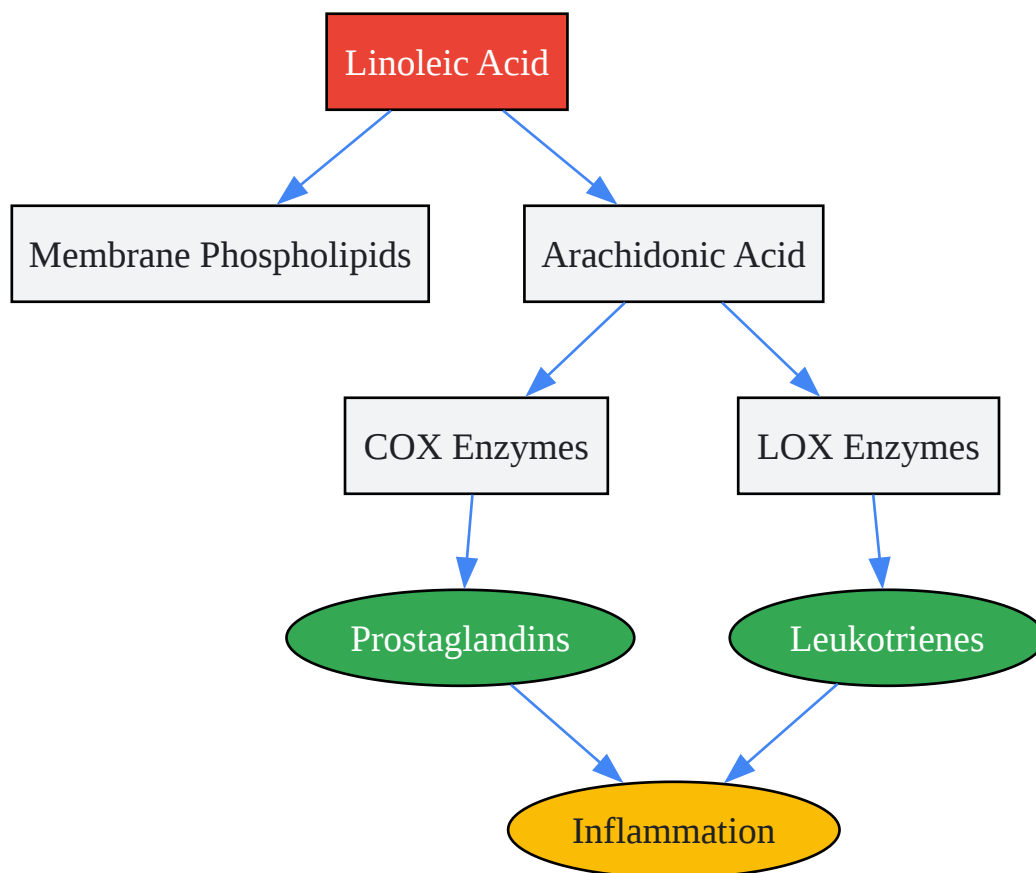 Linoleic Acid
Membrane Phospholipids
Arachidonic Acid
COX Enzymes
LOX Enzymes
Prostaglandins
Leukotrienes
Inflammation